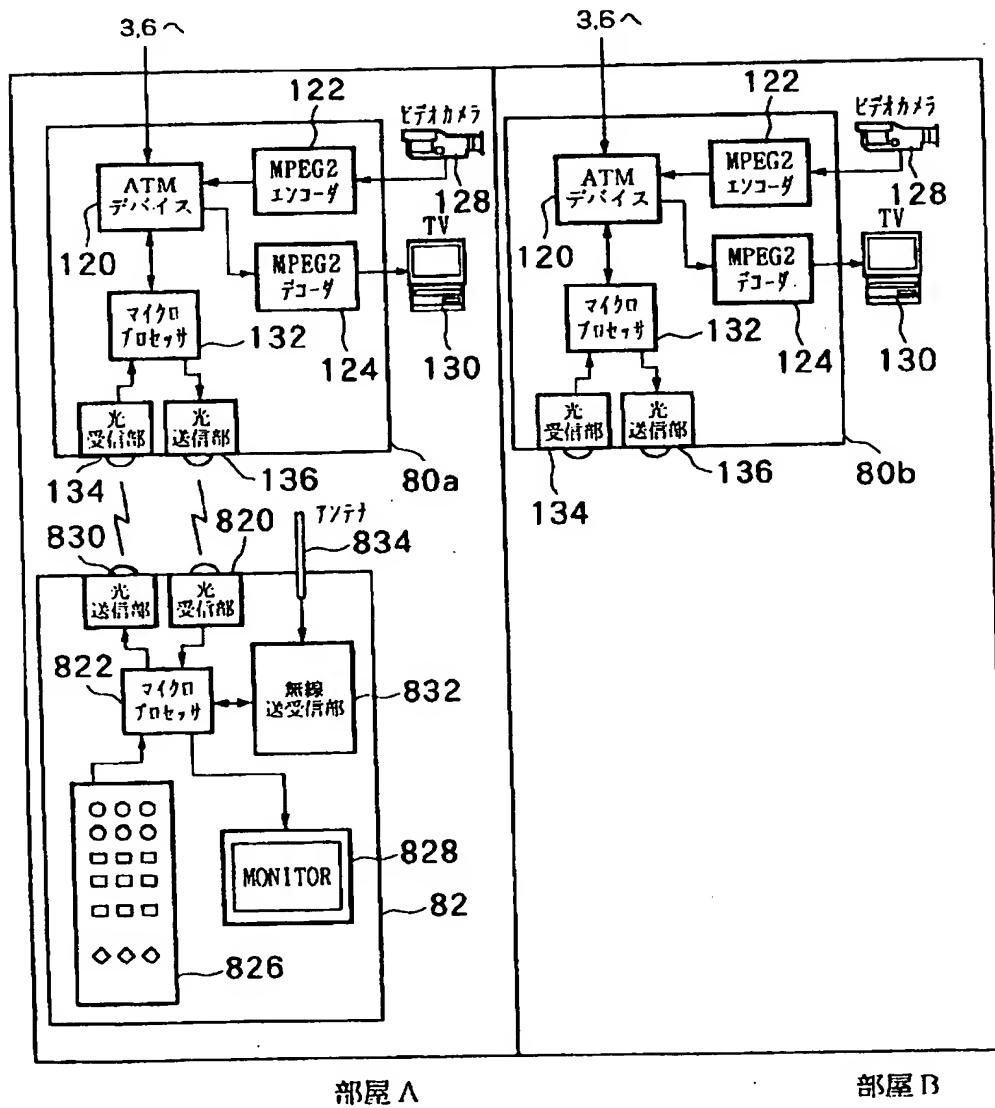 3,6へ
122
ビデオカメラ
128
ATM
デバイス
MPEG2
エンコーダ
120
TV
MPEG2
デコーダ
マイクロ
プロセッサ
132
124
130
光
受信部
光
送信部
134
136
80a
830
820
アンテナ
834
光
送信部
光
受信部
822
マイクロ
プロセッサ
無線
送受信部
832
MONITOR
828
82
826
部屋A
3,6へ
122
ビデオカメラ
128
ATM
デバイス
MPEG2
エンコーダ
120
TV
MPEG2
デコーダ
マイクロ
プロセッサ
132
124
130
光
受信部
光
送信部
134
136
80b
部屋B